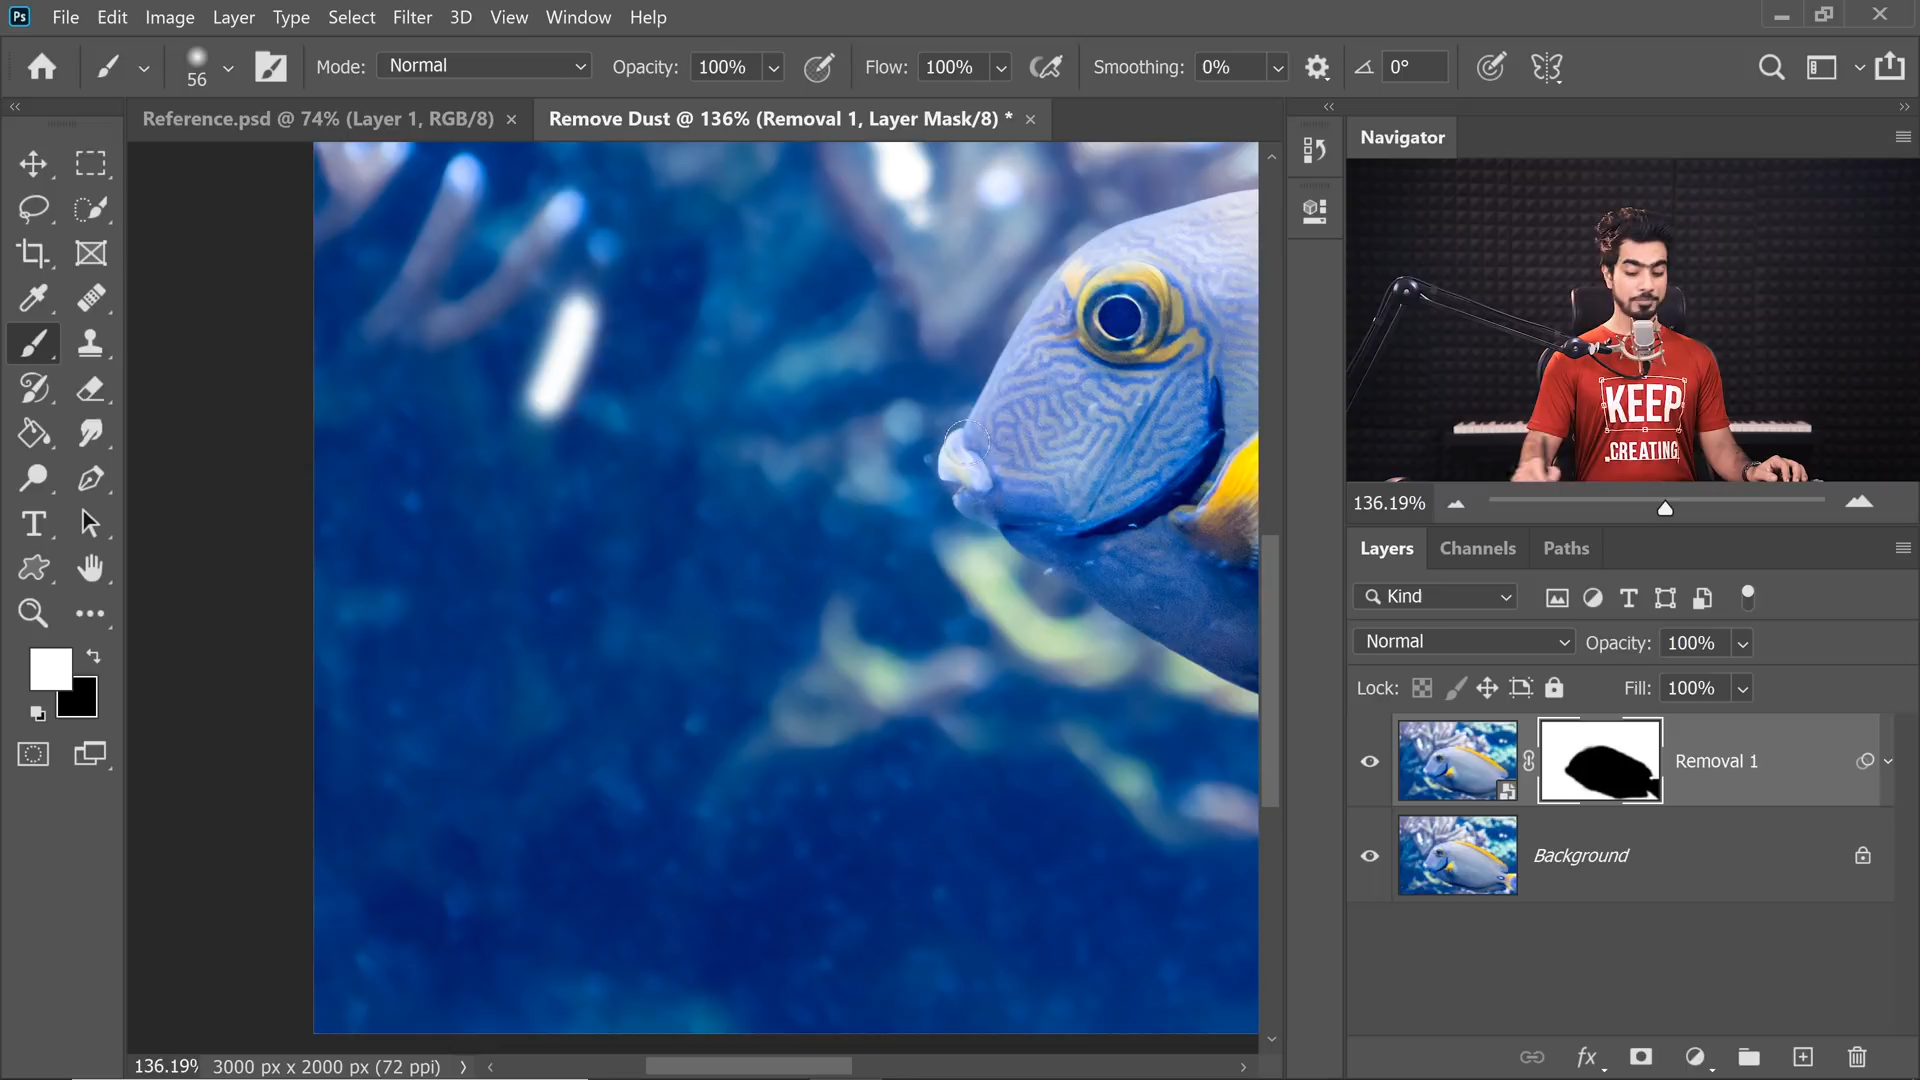 Ps File Edit Image Layer Type Select Filter 3D View Window Help
56 Mode: Normal Opacity: 100% Flow: 100% Smoothing: 0% 0°
Reference.psd @ 74% (Layer 1, RGB/8) × Remove Dust @ 136% (Removal 1, Layer Mask/8) * ×
Navigator
KEEP
CREATING
136.19%
Layers Channels Paths
Kind
Normal Opacity: 100%
Lock: Fill: 100%
Removal 1
Background
fx
136.19% 3000 px x 2000 px (72 ppi)